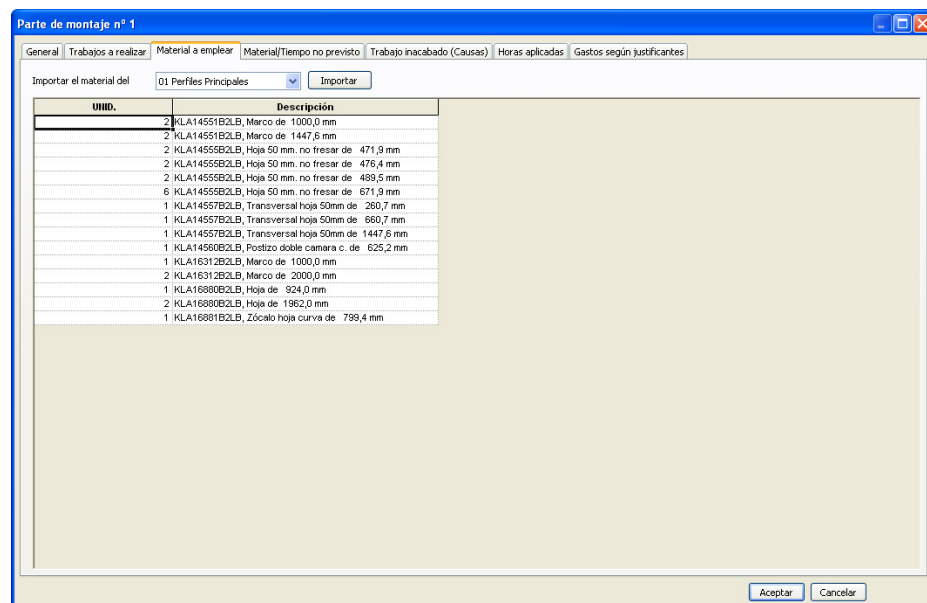 Parte de montaje nº 1
General Trabajos a realizar Material a emplear Material/Tiempo no previsto Trabajo inacabado (Causas) Horas aplicadas Gastos según justificantes
Importar el material del 01 Perfiles Principales Importar
UNID. Descripción
2 KLA14551B2LB, Marco de 1000,0 mm
2 KLA14551B2LB, Marco de 1447,6 mm
2 KLA14555B2LB, Hoja 50 mm. no fresar de 471,9 mm
2 KLA14555B2LB, Hoja 50 mm. no fresar de 476,4 mm
2 KLA14555B2LB, Hoja 50 mm. no fresar de 489,5 mm
6 KLA14555B2LB, Hoja 50 mm. no fresar de 671,9 mm
1 KLA14557B2LB, Transversal hoja 50mm de 260,7 mm
1 KLA14557B2LB, Transversal hoja 50mm de 660,7 mm
1 KLA14557B2LB, Transversal hoja 50mm de 1447,6 mm
1 KLA14560B2LB, Postizo doble camara c. de 625,2 mm
1 KLA16312B2LB, Marco de 1000,0 mm
2 KLA16312B2LB, Marco de 2000,0 mm
1 KLA16880B2LB, Hoja de 924,0 mm
2 KLA16880B2LB, Hoja de 1962,0 mm
1 KLA16881B2LB, Zócalo hoja curva de 799,4 mm
Aceptar Cancelar